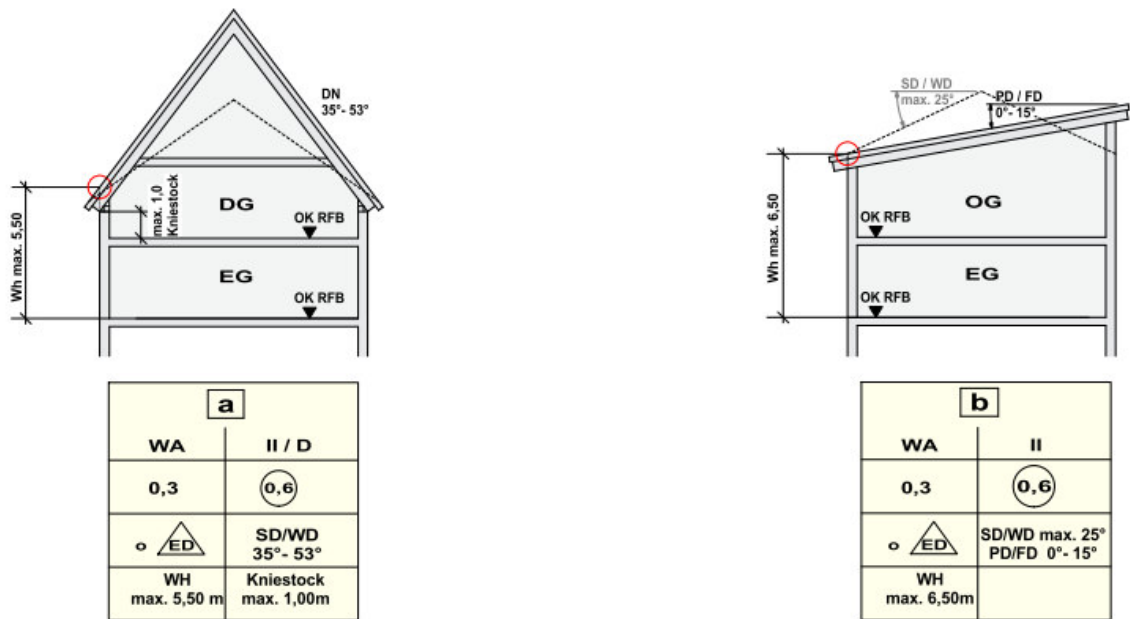 DN
35°- 53°
Wh max. 5,50
max. 1,0
Kniestock
DG
OK RFB
EG
OK RFB
a
WA II / D
0,3 0,6
o ED SD/WD
35°- 53°
WH Kniestock
max. 5,50 m max. 1,00m
SD / WD
max. 25°
PD / FD
0°- 15°
Wh max. 6,50
OG
OK RFB
EG
OK RFB
b
WA II
0,3 0,6
o ED SD/WD max. 25°
PD/FD 0°- 15°
WH
max. 6,50m